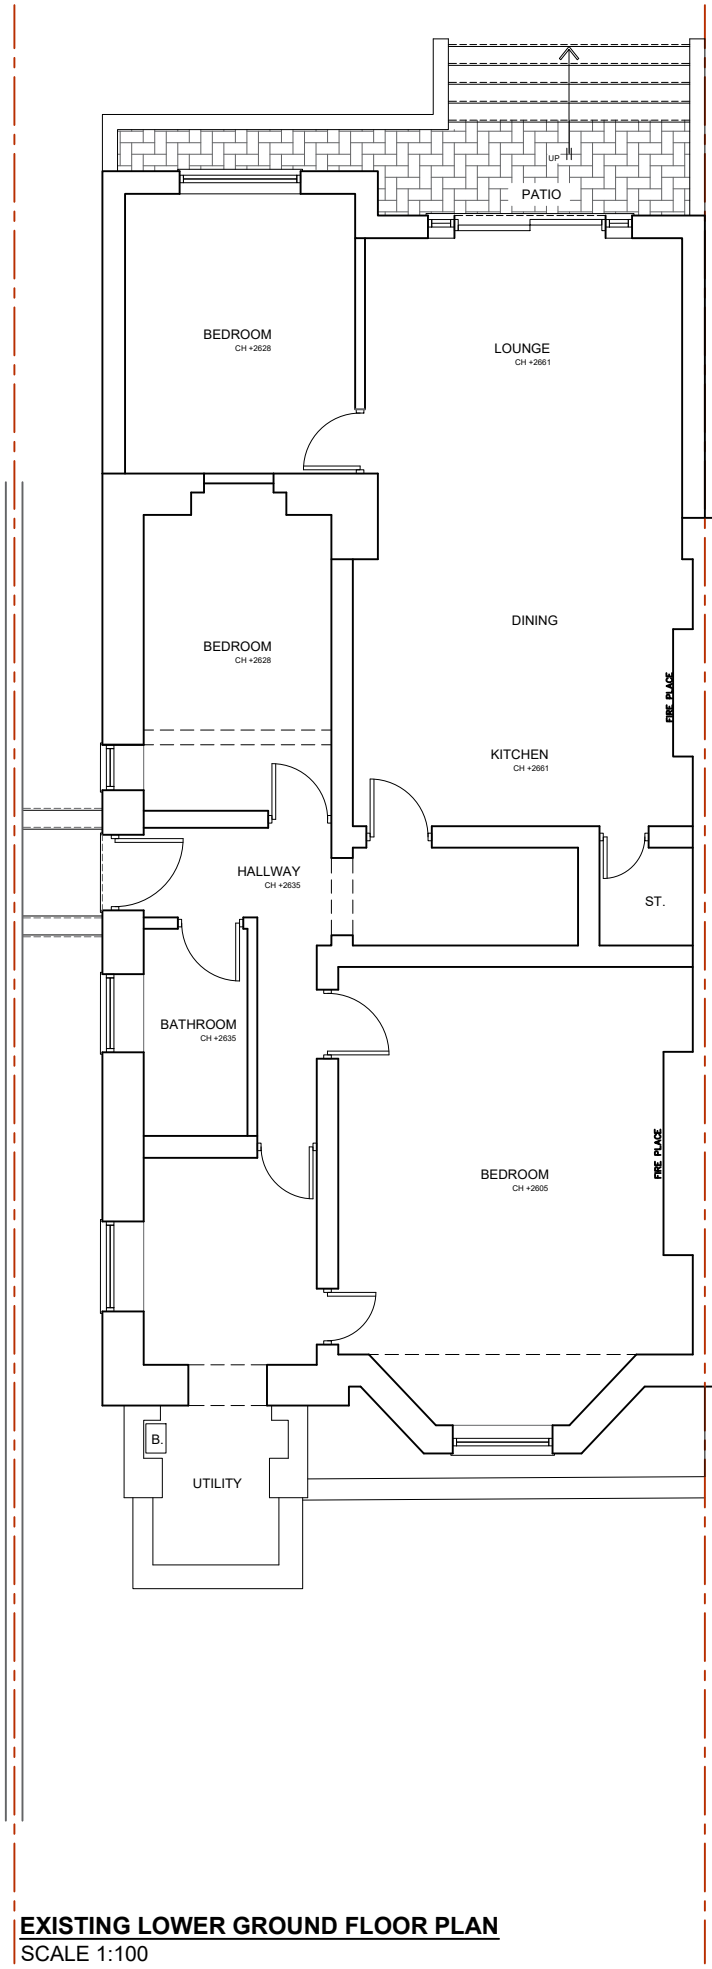 UP
PATIO
BEDROOM
CH +2628
LOUNGE
CH +2661
DINING
BEDROOM
CH +2628
FIRE PLACE
KITCHEN
CH +2661
HALLWAY
CH +2635
ST.
BATHROOM
CH +2635
FIRE PLACE
BEDROOM
CH +2605
B.
UTILITY
EXISTING LOWER GROUND FLOOR PLAN
SCALE 1:100